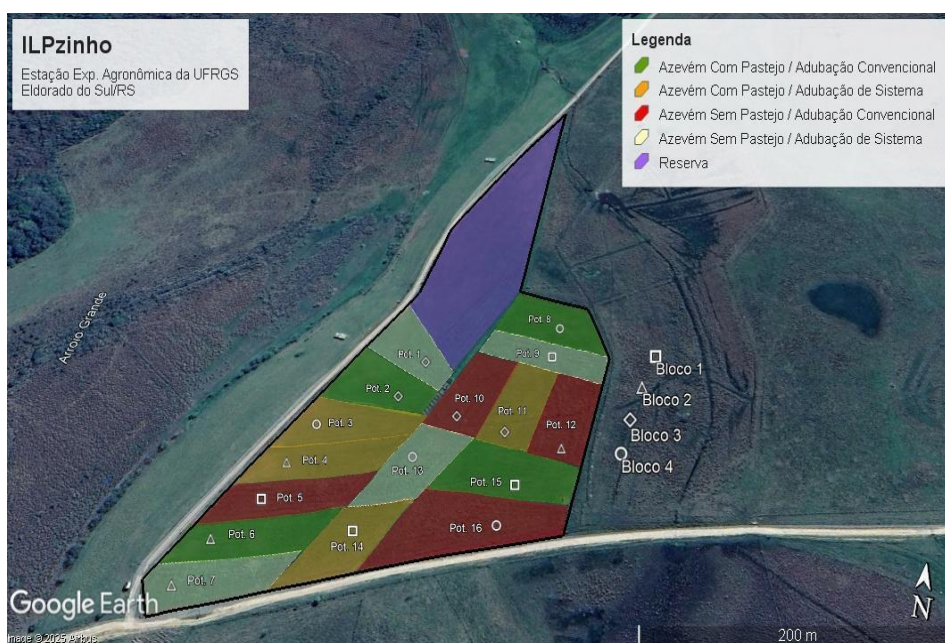 ILPzinho
Estação Exp. Agronômica da UFRGS
Eldorado do Sul/RS
Legenda
Azevém Com Pastejo / Adubação Convencional
Azevém Com Pastejo / Adubação de Sistema
Azevém Sem Pastejo / Adubação Convencional
Azevém Sem Pastejo / Adubação de Sistema
Reserva
Arroio Grande
Pot. 8
Pot. 1
Pot. 9
Bloco 1
Pot. 2
Bloco 2
Pot. 10
Pot. 11
Pot. 3
Pot. 12
Bloco 3
Pot. 4
Pot. 13
Bloco 4
Pot. 15
Pot. 5
Pot. 16
Pot. 6
Pot. 14
Pot. 7
Google Earth
N
Image © 2025 Airbus
200 m